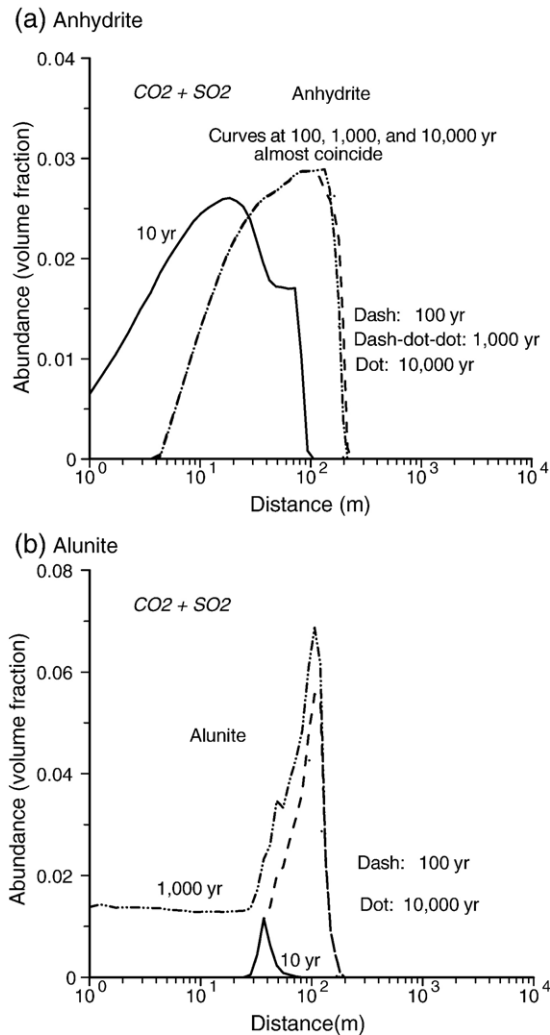 (a) Anhydrite
0.04
CO2 + SO2
Anhydrite
Curves at 100, 1,000, and 10,000 yr
almost coincide
0.03
10 yr
0.02
Dash: 100 yr
Dash-dot-dot: 1,000 yr
Dot: 10,000 yr
0.01
0
Abundance (volume fraction)
10^0 10^1 10^2 10^3 10^4
Distance (m)
(b) Alunite
0.08
CO2 + SO2
0.06
Alunite
0.04
Dash: 100 yr
0.02
1,000 yr
Dot: 10,000 yr
10 yr
0
Abundance (volume fraction)
10^0 10^1 10^2 10^3 10^4
Distance(m)